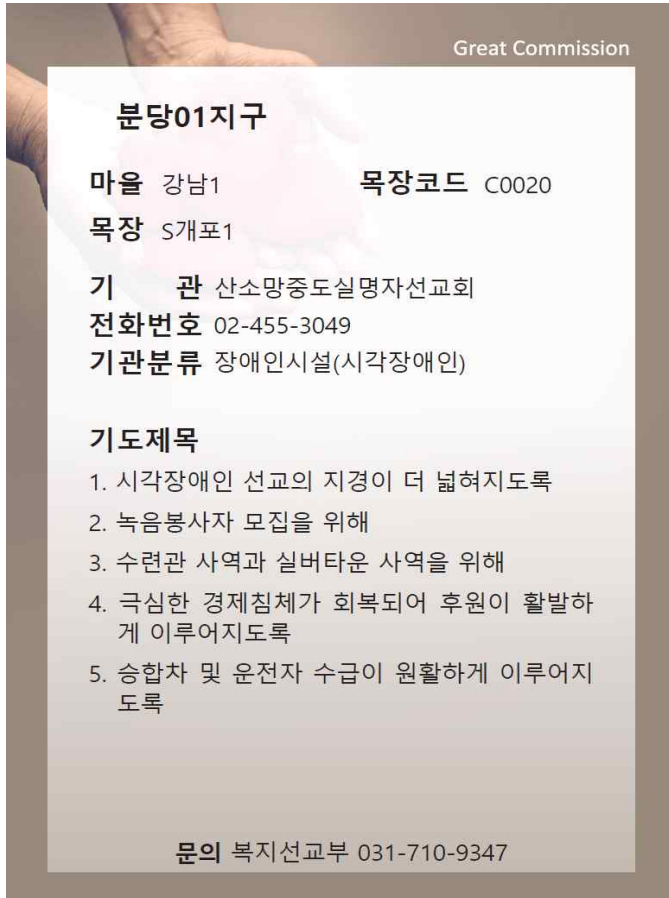 Great Commission
분당01지구
마을 강남1 목장코드 C0020
목장 S개포1
기 관 산소망중도실명자선교회
전화번호 02-455-3049
기관분류 장애인시설(시각장애인)
기도제목
1. 시각장애인 선교의 지경이 더 넓혀지도록
2. 녹음봉사자 모집을 위해
3. 수련관 사역과 실버타운 사역을 위해
4. 극심한 경제침체가 회복되어 후원이 활발하
게 이루어지도록
5. 승합차 및 운전자 수급이 원활하게 이루어지
도록
문의 복지선교부 031-710-9347